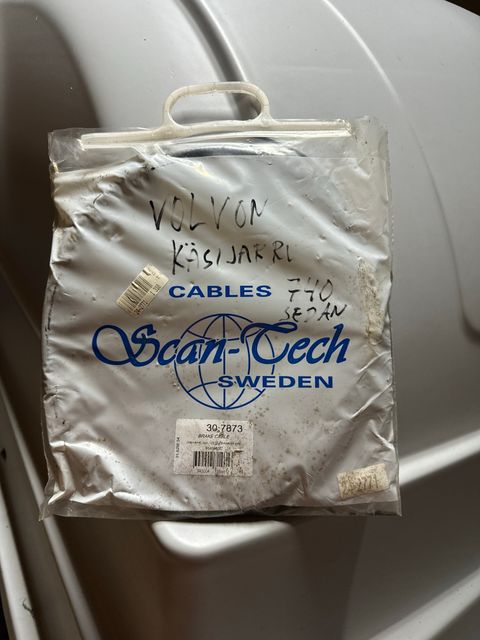 VOLVON
KÄSIJARRU
CABLES
740
SEDAN
Scan-Tech
SWEDEN
30-7873
BRAKE CABLE